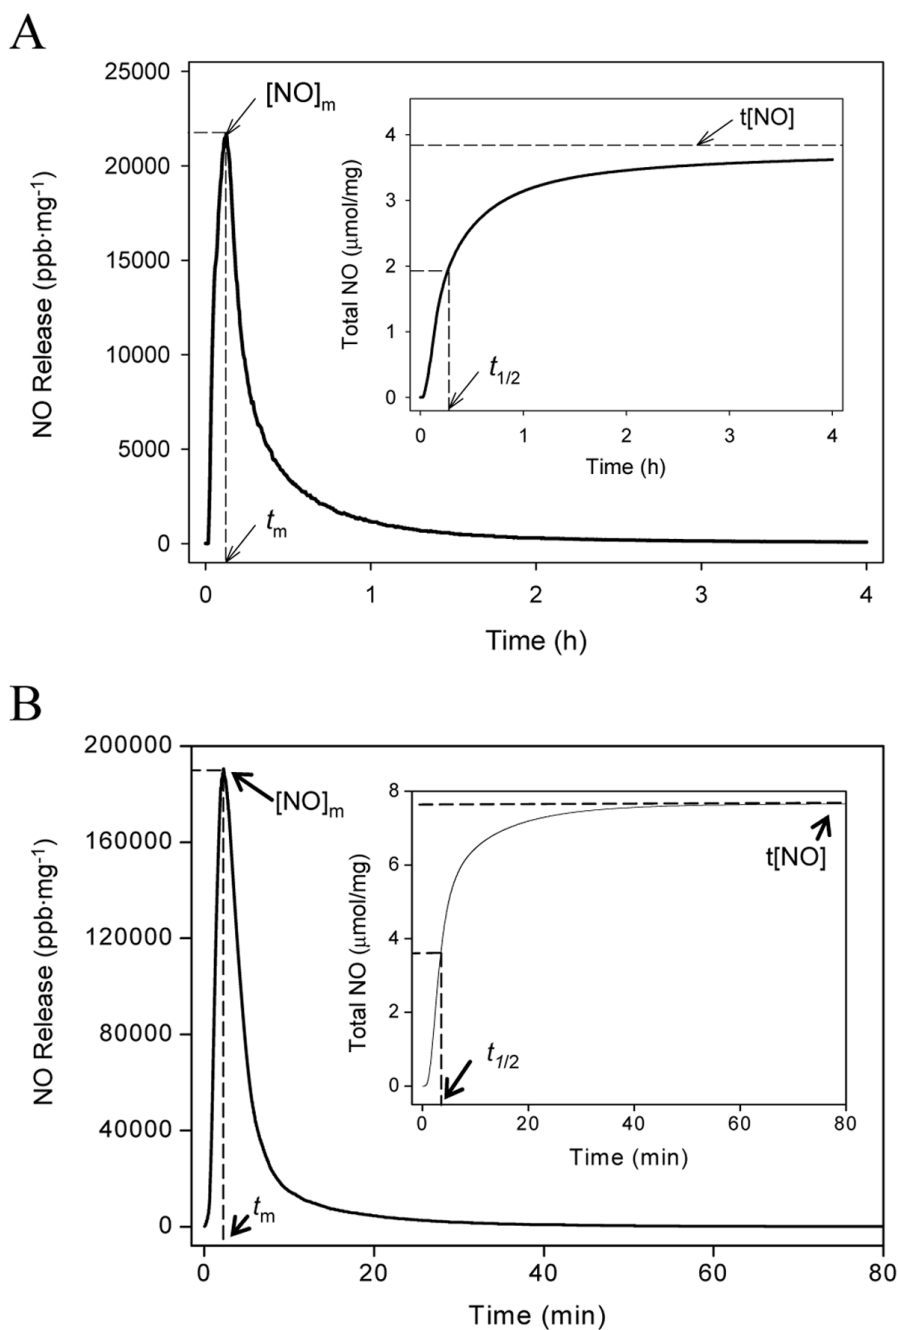 A
25000
20000
15000
10000
5000
0
NO Release (ppb·mg-1)
[NO]m
tm
0 1 2 3 4
Time (h)
4
3
2
1
0
Total NO (μmol/mg)
t[NO]
t1/2
0 1 2 3 4
Time (h)
B
200000
160000
120000
80000
40000
0
NO Release (ppb·mg-1)
[NO]m
tm
0 20 40 60 80
Time (min)
8
6
4
2
0
Total NO (μmol/mg)
t[NO]
t1/2
0 20 40 60 80
Time (min)